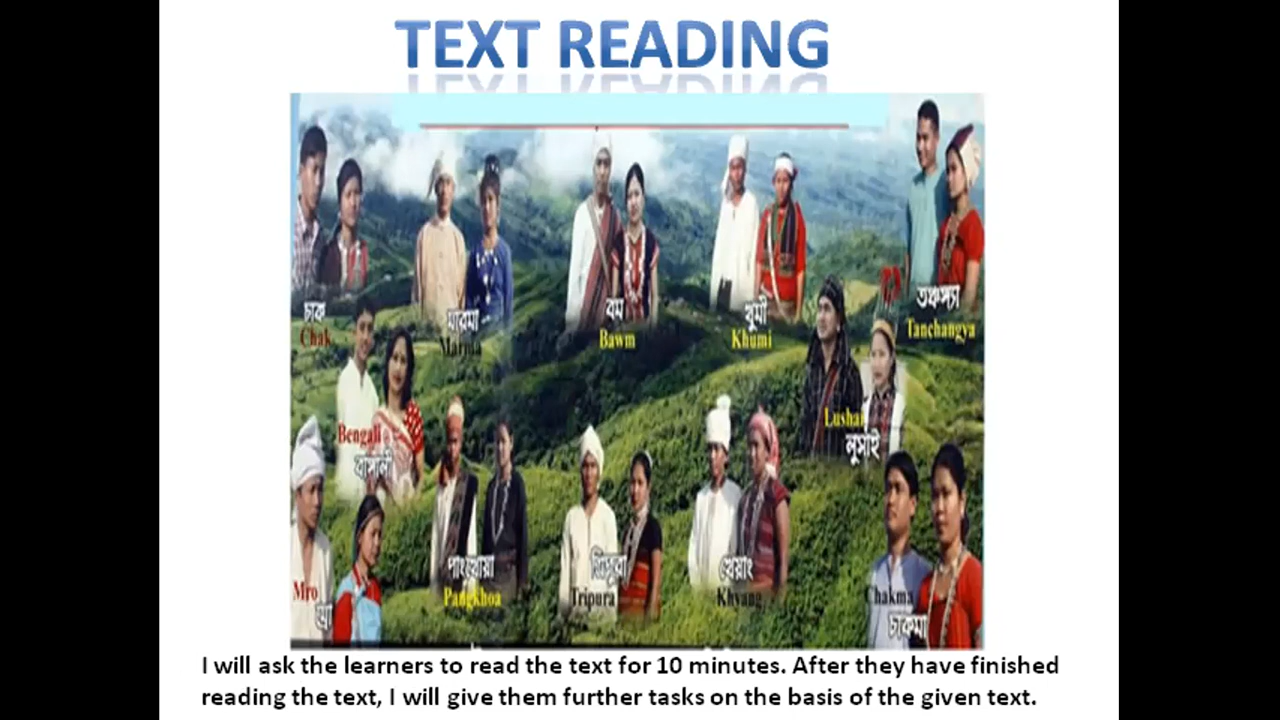 TEXT READING
চাক
Chak
মারমা
Marma
বম
Bawm
খুমী
Khumi
তঞ্চঙ্গ্যা
Tanchangya
Bengali
বাঙ্গালী
Lushai
লুসাই
Mro
ম্রো
পাংখোয়া
Pangkhoa
ত্রিপুরা
Tripura
খেয়াং
Khyang
Chakma
চাকমা
I will ask the learners to read the text for 10 minutes. After they have finished
reading the text, I will give them further tasks on the basis of the given text.